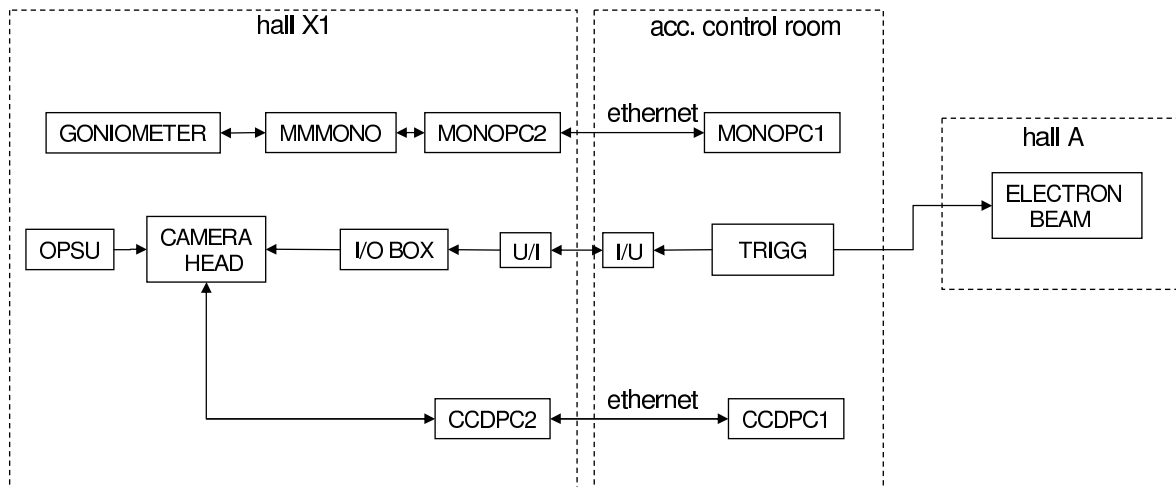 hall X1
acc. control room
ethernet
GONIOMETER
MMMONO
MONOPC2
MONOPC1
hall A
ELECTRON
BEAM
OPSU
CAMERA
HEAD
I/O BOX
U/I
I/U
TRIGG
ethernet
CCDPC2
CCDPC1